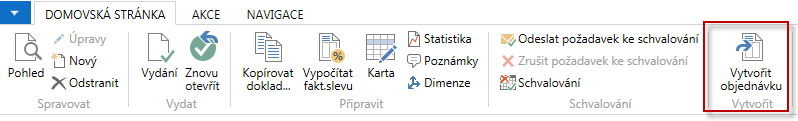 DOMOVSKÁ STRÁNKA AKCE NAVIGACE
Pohled
Úpravy
Nový
Odstranit
Spravovat
Vydání
Znovu
otevřít
Vydat
Kopírovat
doklad...
Vypočítat
fakt.slevu
Karta
Statistika
Poznámky
Dimenze
Připravit
Odeslat požadavek ke schvalování
Zrušit požadavek ke schvalování
Schvalování
Schvalování
Vytvořit
objednávku
Vytvořit